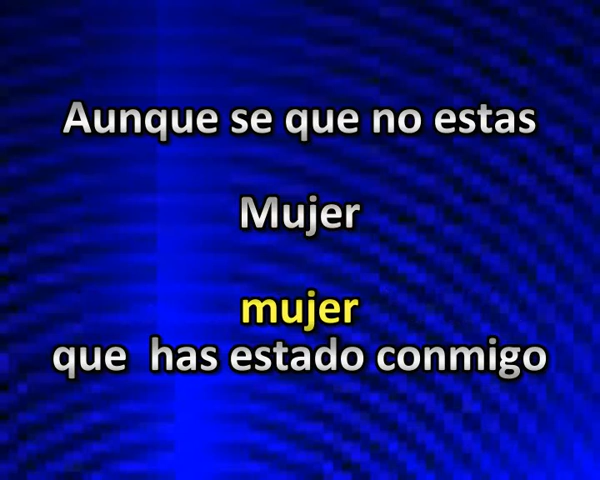 Aunque se que no estas
Mujer
mujer
que  has estado conmigo